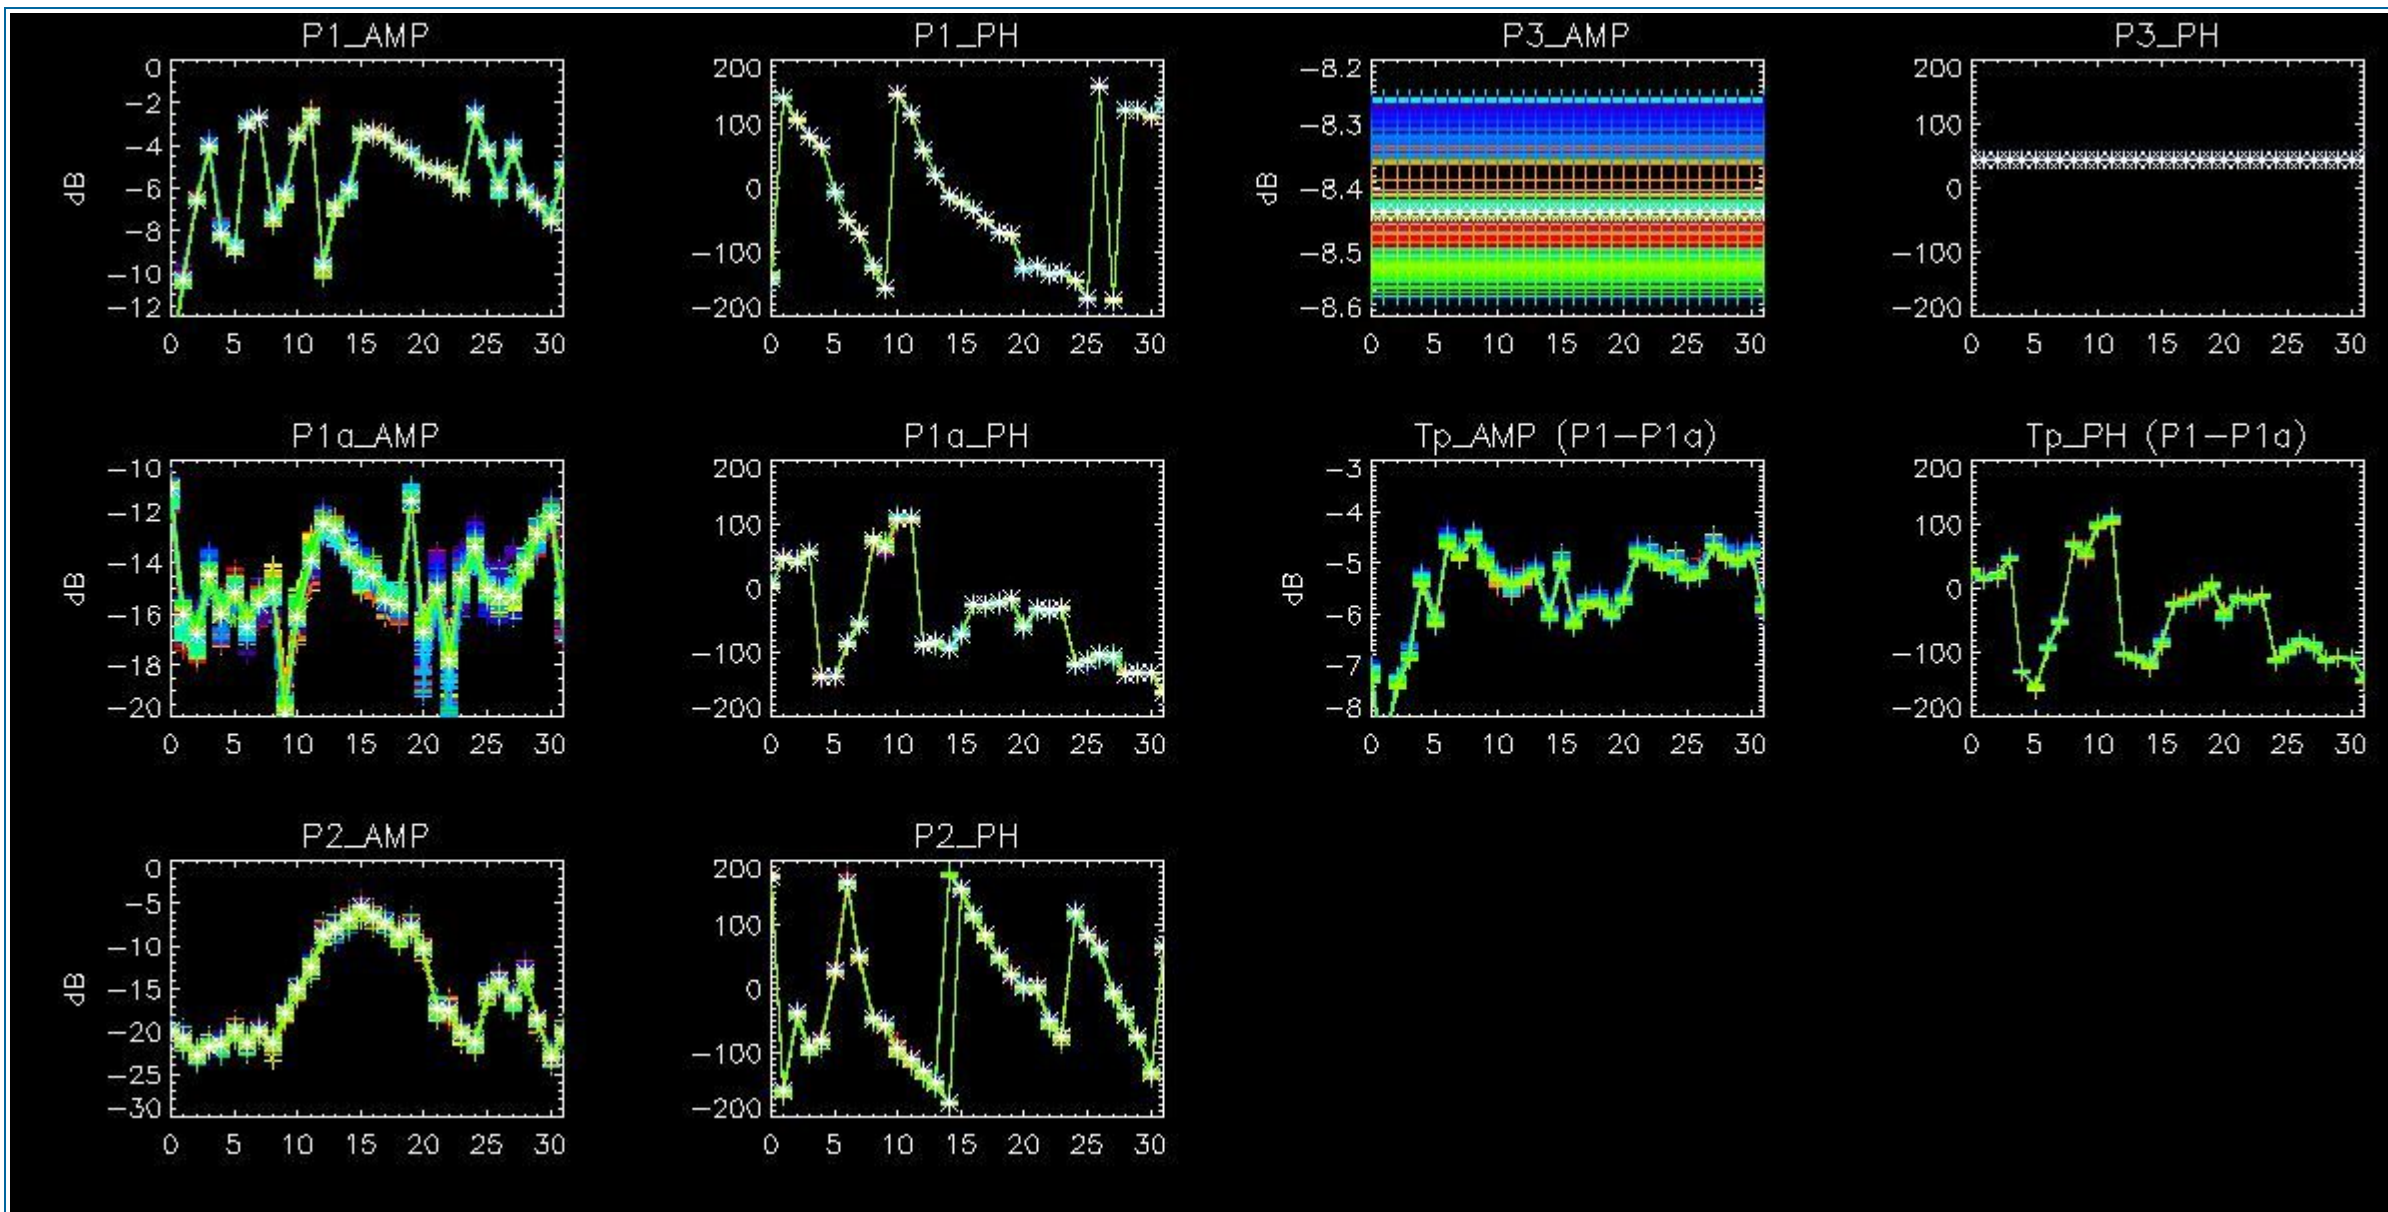 P1_AMP
0
−2
−4
−6
−8
−10
−12
dB
0 5 10 15 20 25 30
P1_PH
200
100
0
−100
−200
0 5 10 15 20 25 30
P3_AMP
−8.2
−8.3
−8.4
−8.5
−8.6
dB
0 5 10 15 20 25 30
P3_PH
200
100
0
−100
−200
0 5 10 15 20 25 30
P1a_AMP
−10
−12
−14
−16
−18
−20
dB
0 5 10 15 20 25 30
P1a_PH
200
100
0
−100
−200
0 5 10 15 20 25 30
Tp_AMP (P1−P1a)
−3
−4
−5
−6
−7
−8
dB
0 5 10 15 20 25 30
Tp_PH (P1−P1a)
200
100
0
−100
−200
0 5 10 15 20 25 30
P2_AMP
0
−5
−10
−15
−20
−25
−30
dB
0 5 10 15 20 25 30
P2_PH
200
100
0
−100
−200
0 5 10 15 20 25 30